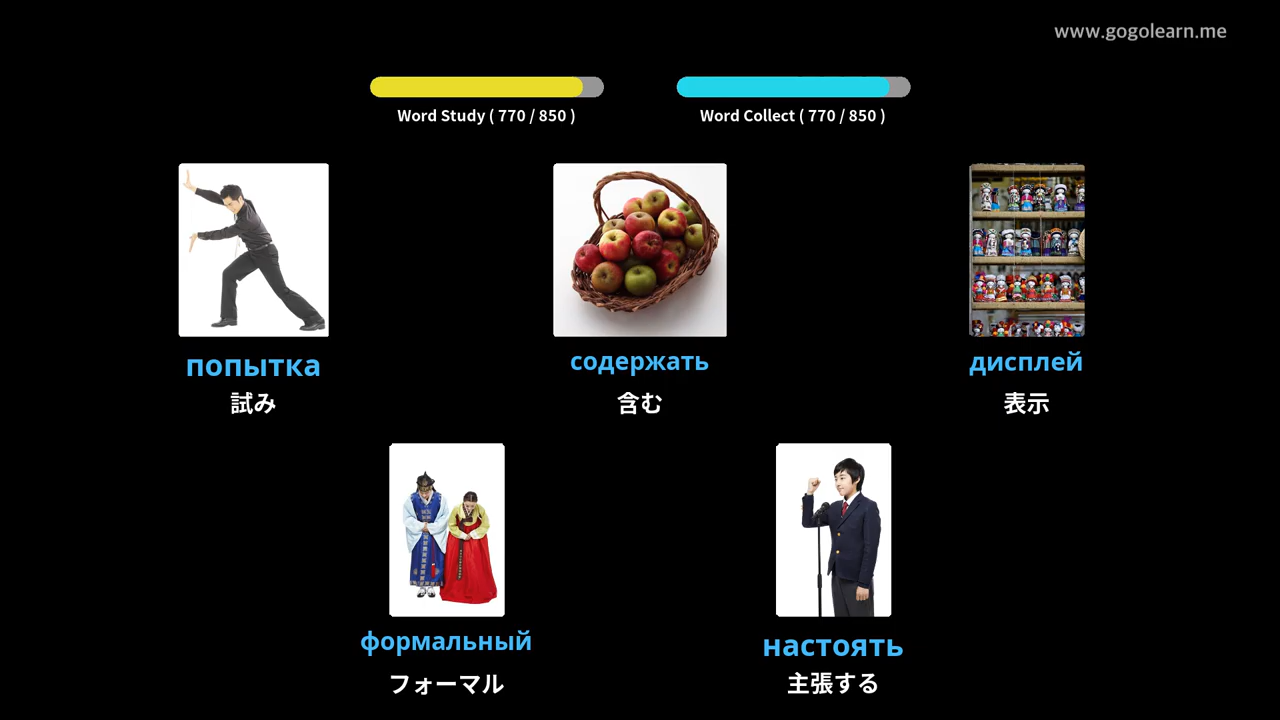 www.gogolearn.me
Word Study ( 770 / 850 )
Word Collect ( 770 / 850 )
попытка
содержать
дисплей
試み
含む
表示
формальный
настоять
フォーマル
主張する